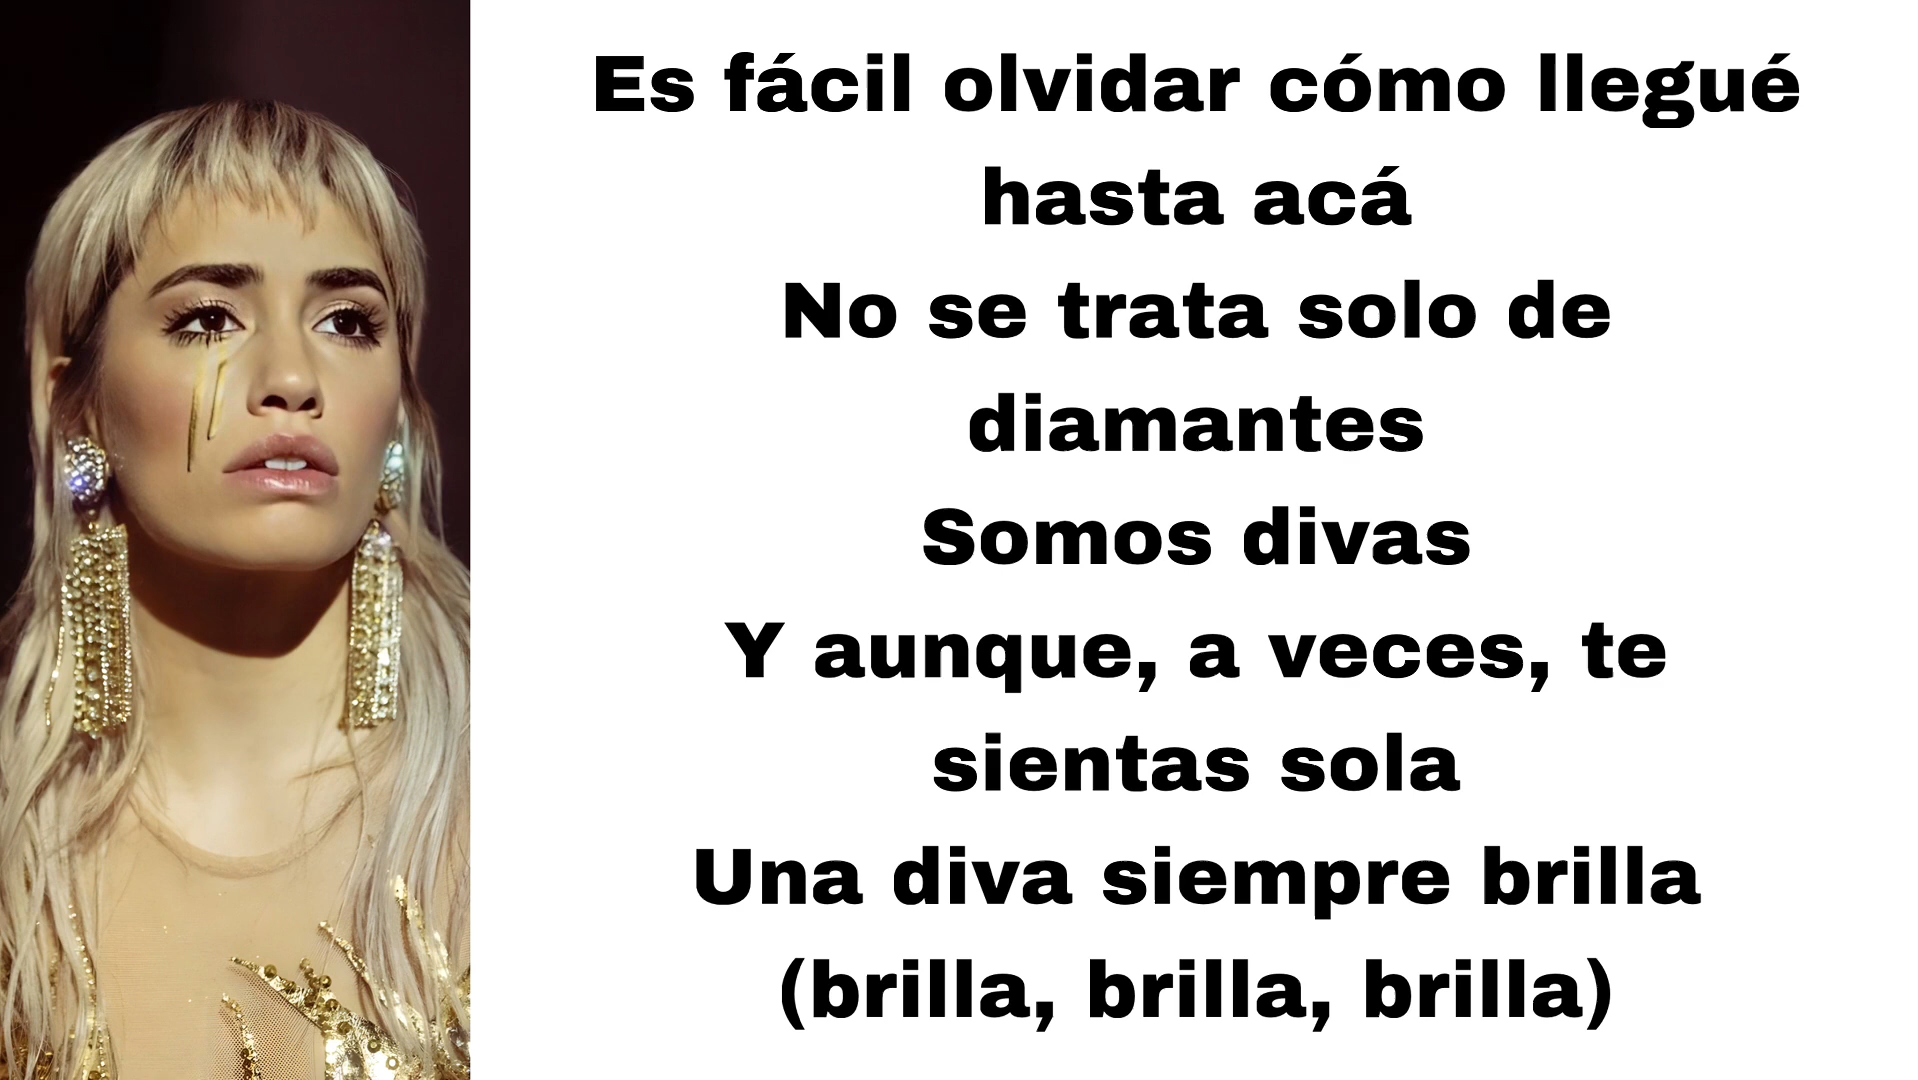 Es fácil olvidar cómo llegué
hasta acá
No se trata solo de
diamantes
Somos divas
Y aunque, a veces, te
sientas sola
Una diva siempre brilla
(brilla, brilla, brilla)